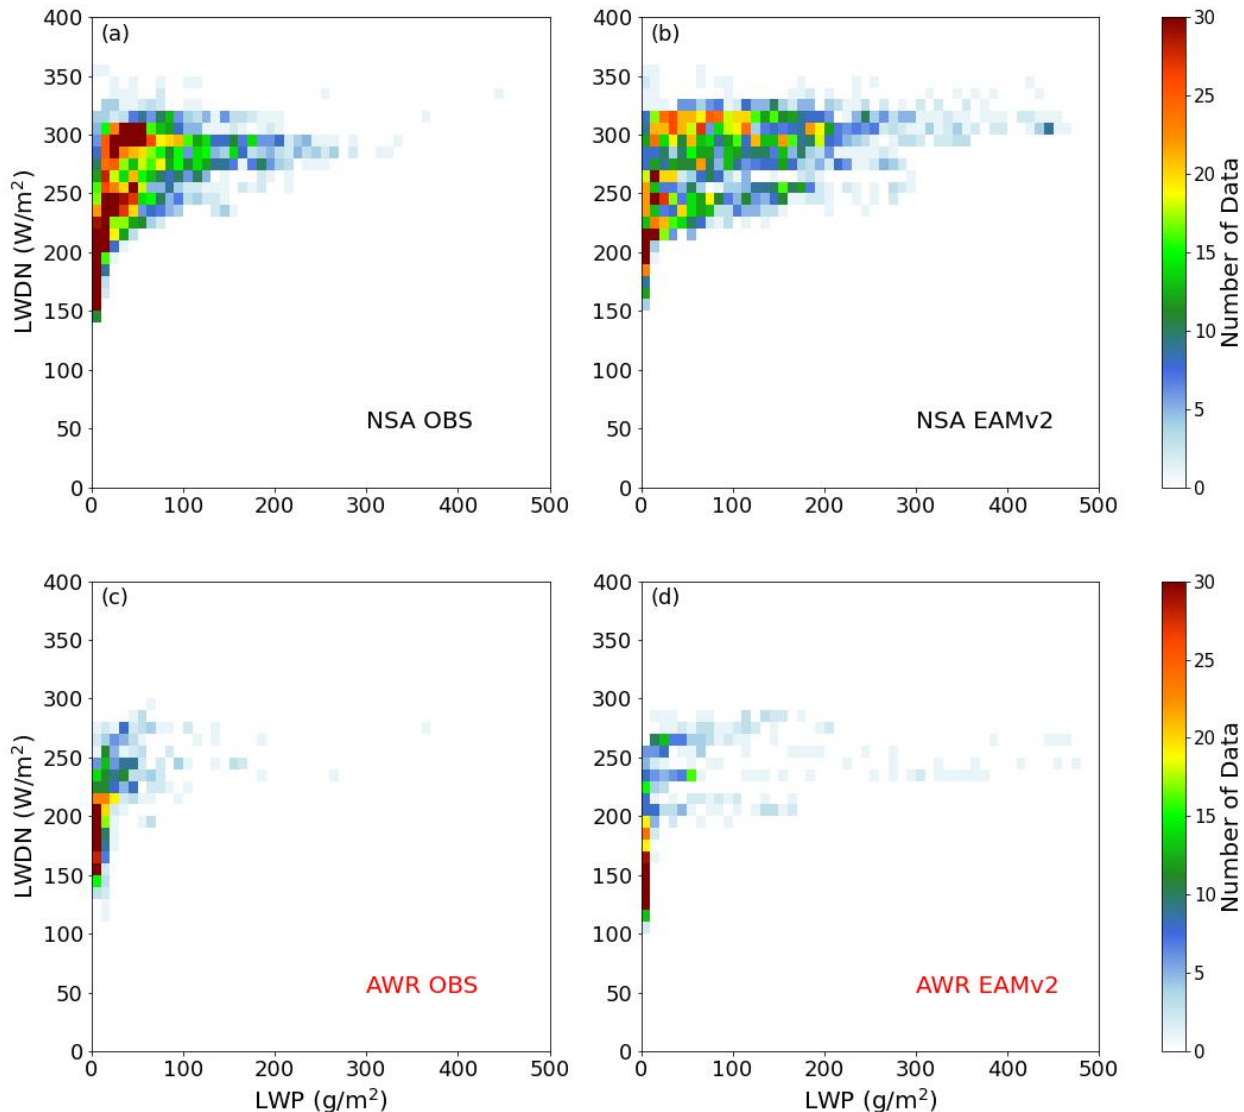 (a)
400
350
300
250
200
150
100
50
0
LWDN (W/m²)
0 100 200 300 400 500
NSA OBS
(b)
400
350
300
250
200
150
100
50
0
0 100 200 300 400 500
NSA EAMv2
30
25
20
15
10
5
0
Number of Data
(c)
400
350
300
250
200
150
100
50
0
LWDN (W/m²)
0 100 200 300 400 500
LWP (g/m²)
AWR OBS
(d)
400
350
300
250
200
150
100
50
0
0 100 200 300 400 500
LWP (g/m²)
AWR EAMv2
30
25
20
15
10
5
0
Number of Data